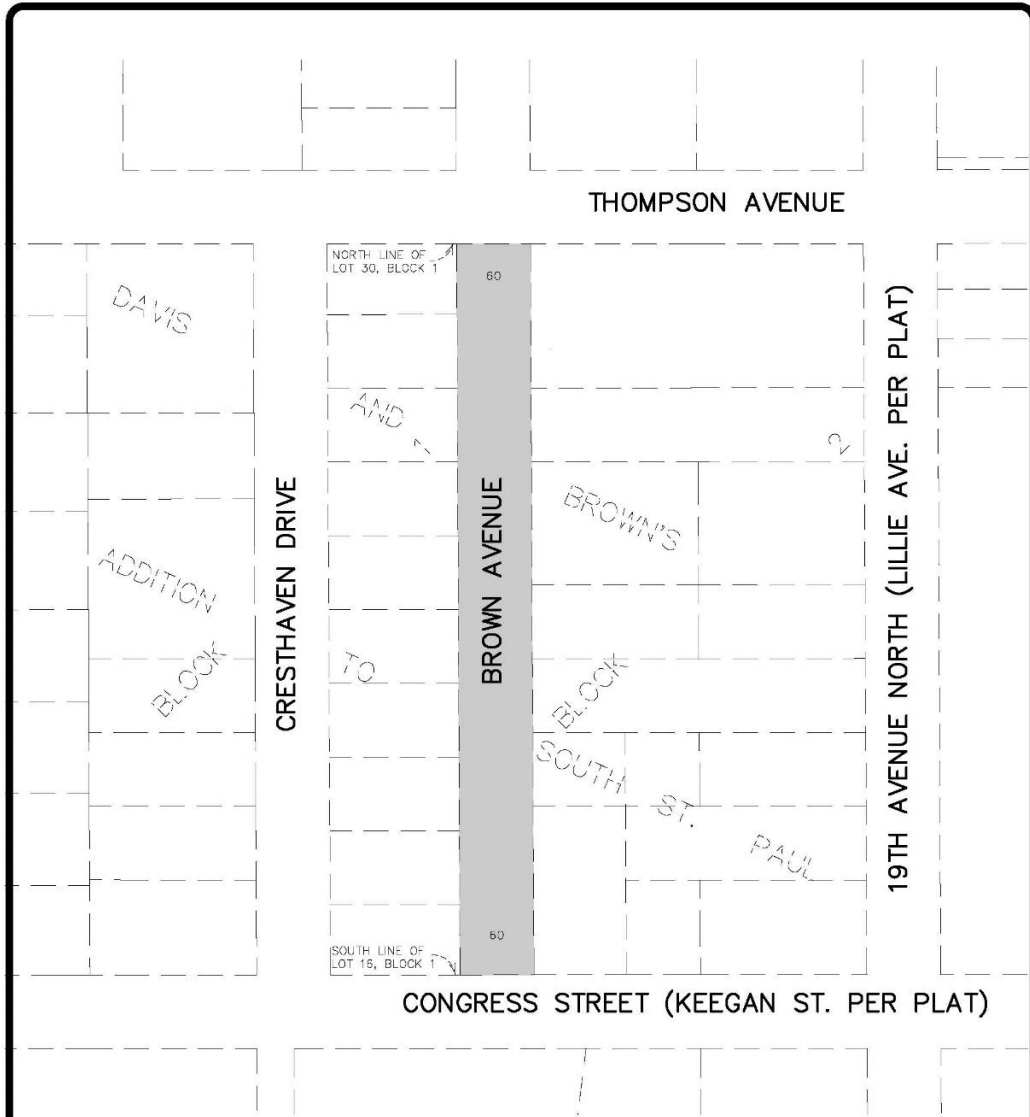 THOMPSON AVENUE
NORTH LINE OF
LOT 30, BLOCK 1
60
DAVIS
AND
1
2
BROWN'S
CRESTHAVEN DRIVE
BROWN AVENUE
19TH AVENUE NORTH (LILLIE AVE. PER PLAT)
ADDITION
TO
BLOCK
BLOCK
SOUTH
ST.
PAUL
60
SOUTH LINE OF
LOT 16, BLOCK 1
CONGRESS STREET (KEEGAN ST. PER PLAT)